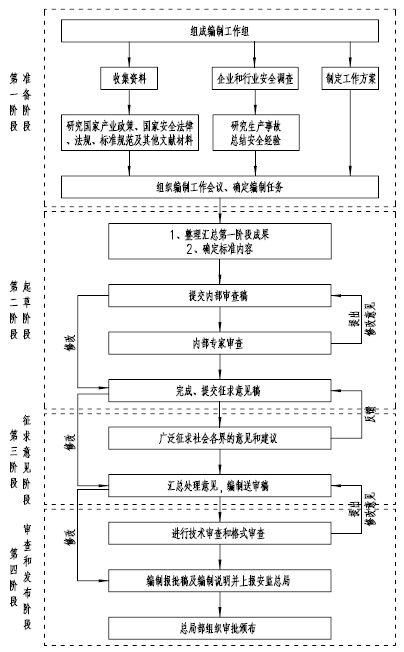 组成编制工作组
收集资料
企业和行业安全调查
制定工作方案
研究国家产业政策、国家安全法律
、法规、标准规范及其他文献材料
研究生产事故
总结安全经验
组织编制工作会议、确定编制任务
第一阶段
准备阶段
1、整理汇总第一阶段成果
2、确定标准内容
提交内部审查稿
内部专家审查
完成、提交征求意见稿
修改
提出
修改意见
第二阶段
起草阶段
广泛征求社会各界的意见和建议
汇总处理意见，编制送审稿
修改
反馈
第三阶段
征求意见阶段
进行技术审查和格式审查
编制报批稿及编制说明并上报安监总局
总局部组织审批颁布
修改
提出
修改意见
第四阶段
审查和发布阶段